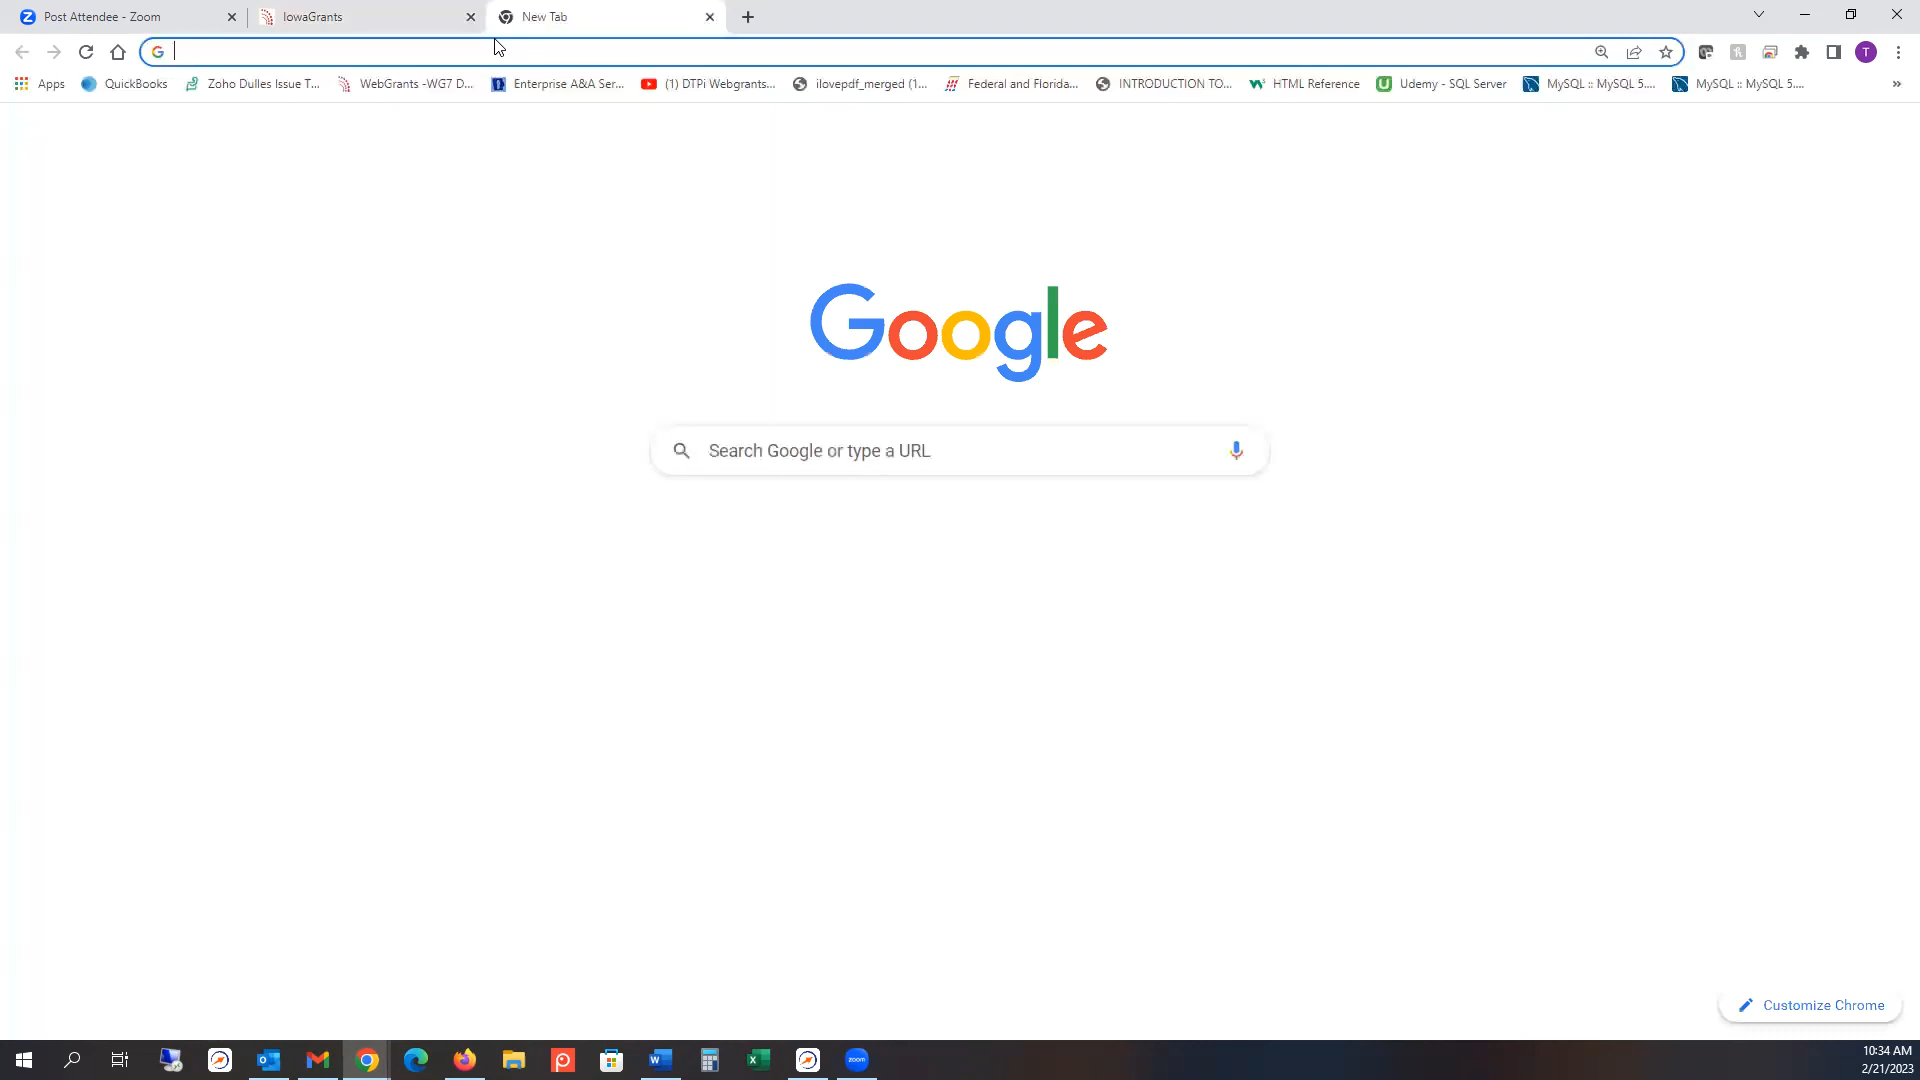 Post Attendee - Zoom
IowaGrants
New Tab
Apps
QuickBooks
Zoho Dulles Issue T...
WebGrants -WG7 D...
Enterprise A&A Ser...
(1) DTPi Webgrants...
ilovepdf_merged (1...
Federal and Florida...
INTRODUCTION TO...
HTML Reference
Udemy - SQL Server
MySQL :: MySQL 5....
MySQL :: MySQL 5....
Google
Search Google or type a URL
Customize Chrome
10:34 AM
2/21/2023